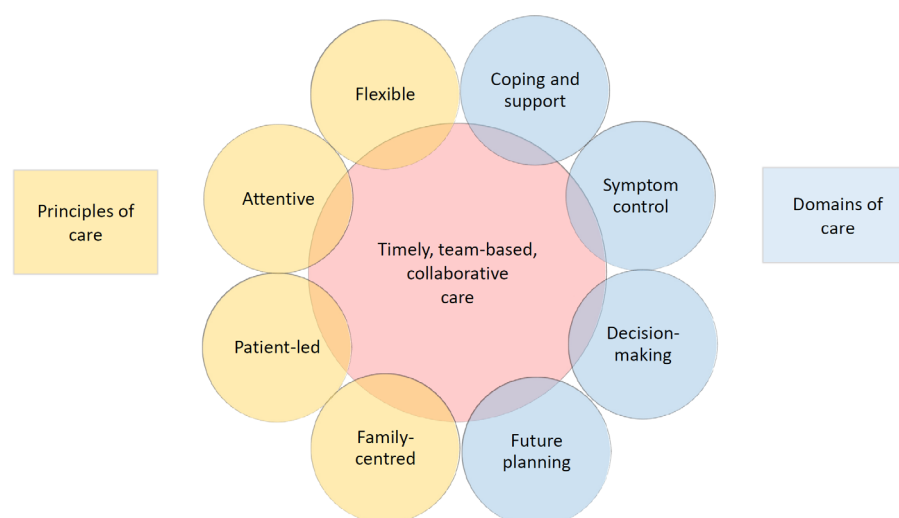 Flexible
Coping and
support
Attentive
Symptom
control
Principles of
care
Domains of
care
Timely, team-based,
collaborative
care
Patient-led
Decision-
making
Family-
centred
Future
planning